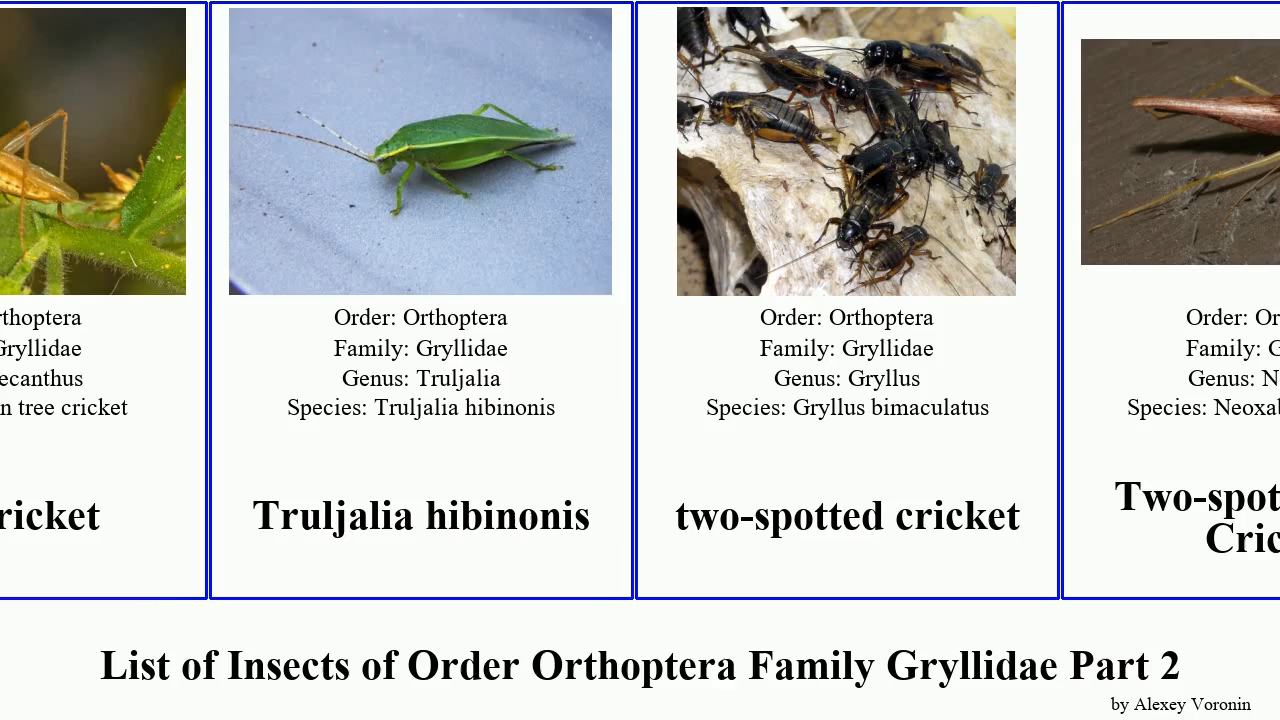 rthoptera
Gryllidae
ecanthus
n tree cricket
ricket
Order: Orthoptera
Family: Gryllidae
Genus: Truljalia
Species: Truljalia hibinonis
Truljalia hibinonis
Order: Orthoptera
Family: Gryllidae
Genus: Gryllus
Species: Gryllus bimaculatus
two-spotted cricket
Order: Or
Family: G
Genus: N
Species: Neoxab
Two-spot
Cric
List of Insects of Order Orthoptera Family Gryllidae Part 2
by Alexey Voronin